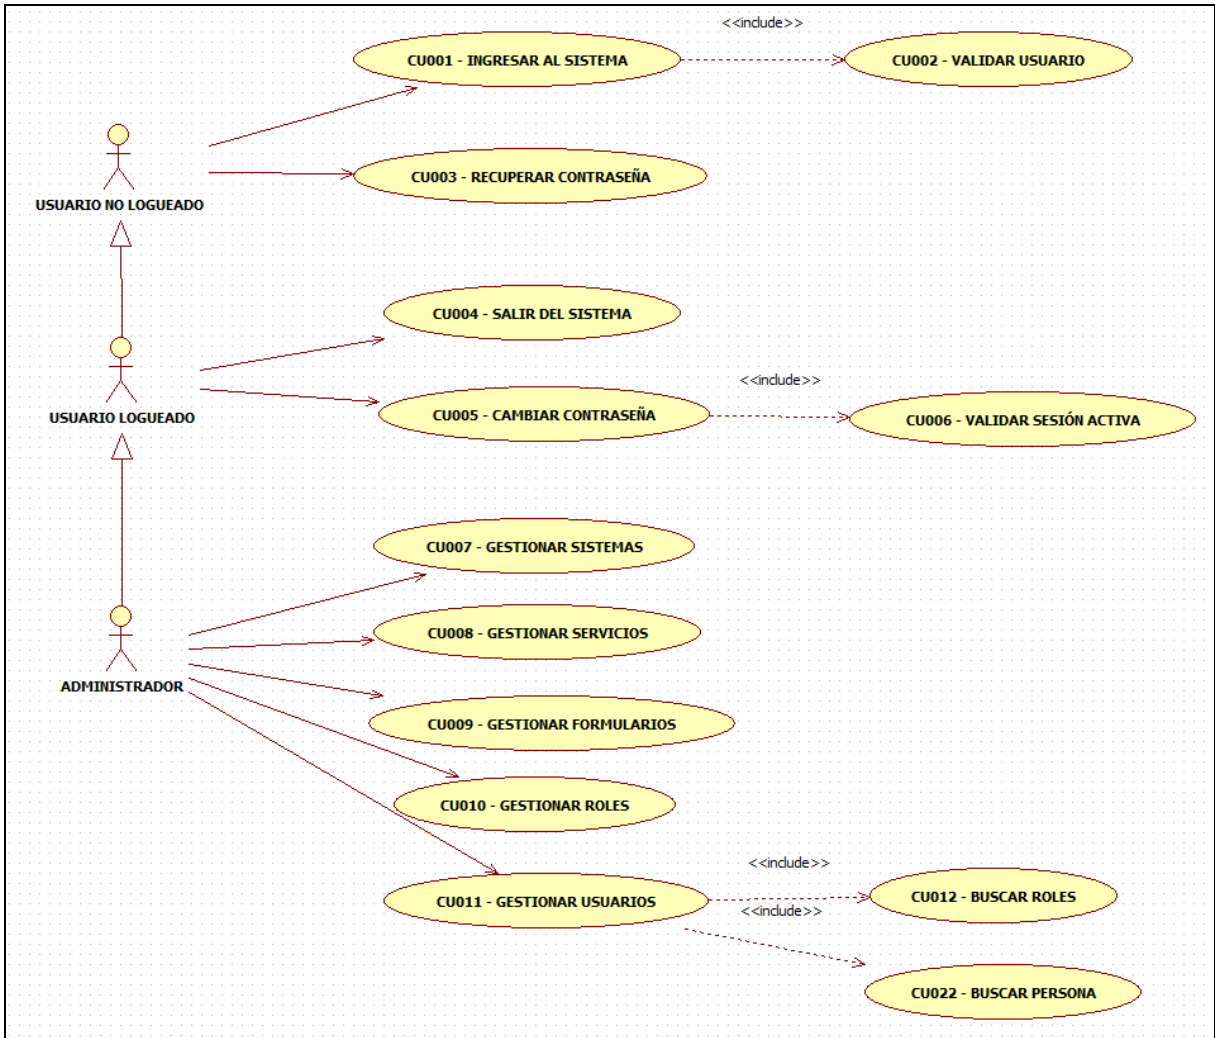 <<include>>
CU001 - INGRESAR AL SISTEMA
CU002 - VALIDAR USUARIO
CU003 - RECUPERAR CONTRASEÑA
USUARIO NO LOGUEADO
CU004 - SALIR DEL SISTEMA
<<include>>
CU005 - CAMBIAR CONTRASEÑA
CU006 - VALIDAR SESIÓN ACTIVA
USUARIO LOGUEADO
CU007 - GESTIONAR SISTEMAS
CU008 - GESTIONAR SERVICIOS
ADMINISTRADOR
CU009 - GESTIONAR FORMULARIOS
CU010 - GESTIONAR ROLES
<<include>>
CU011 - GESTIONAR USUARIOS
CU012 - BUSCAR ROLES
<<include>>
CU022 - BUSCAR PERSONA